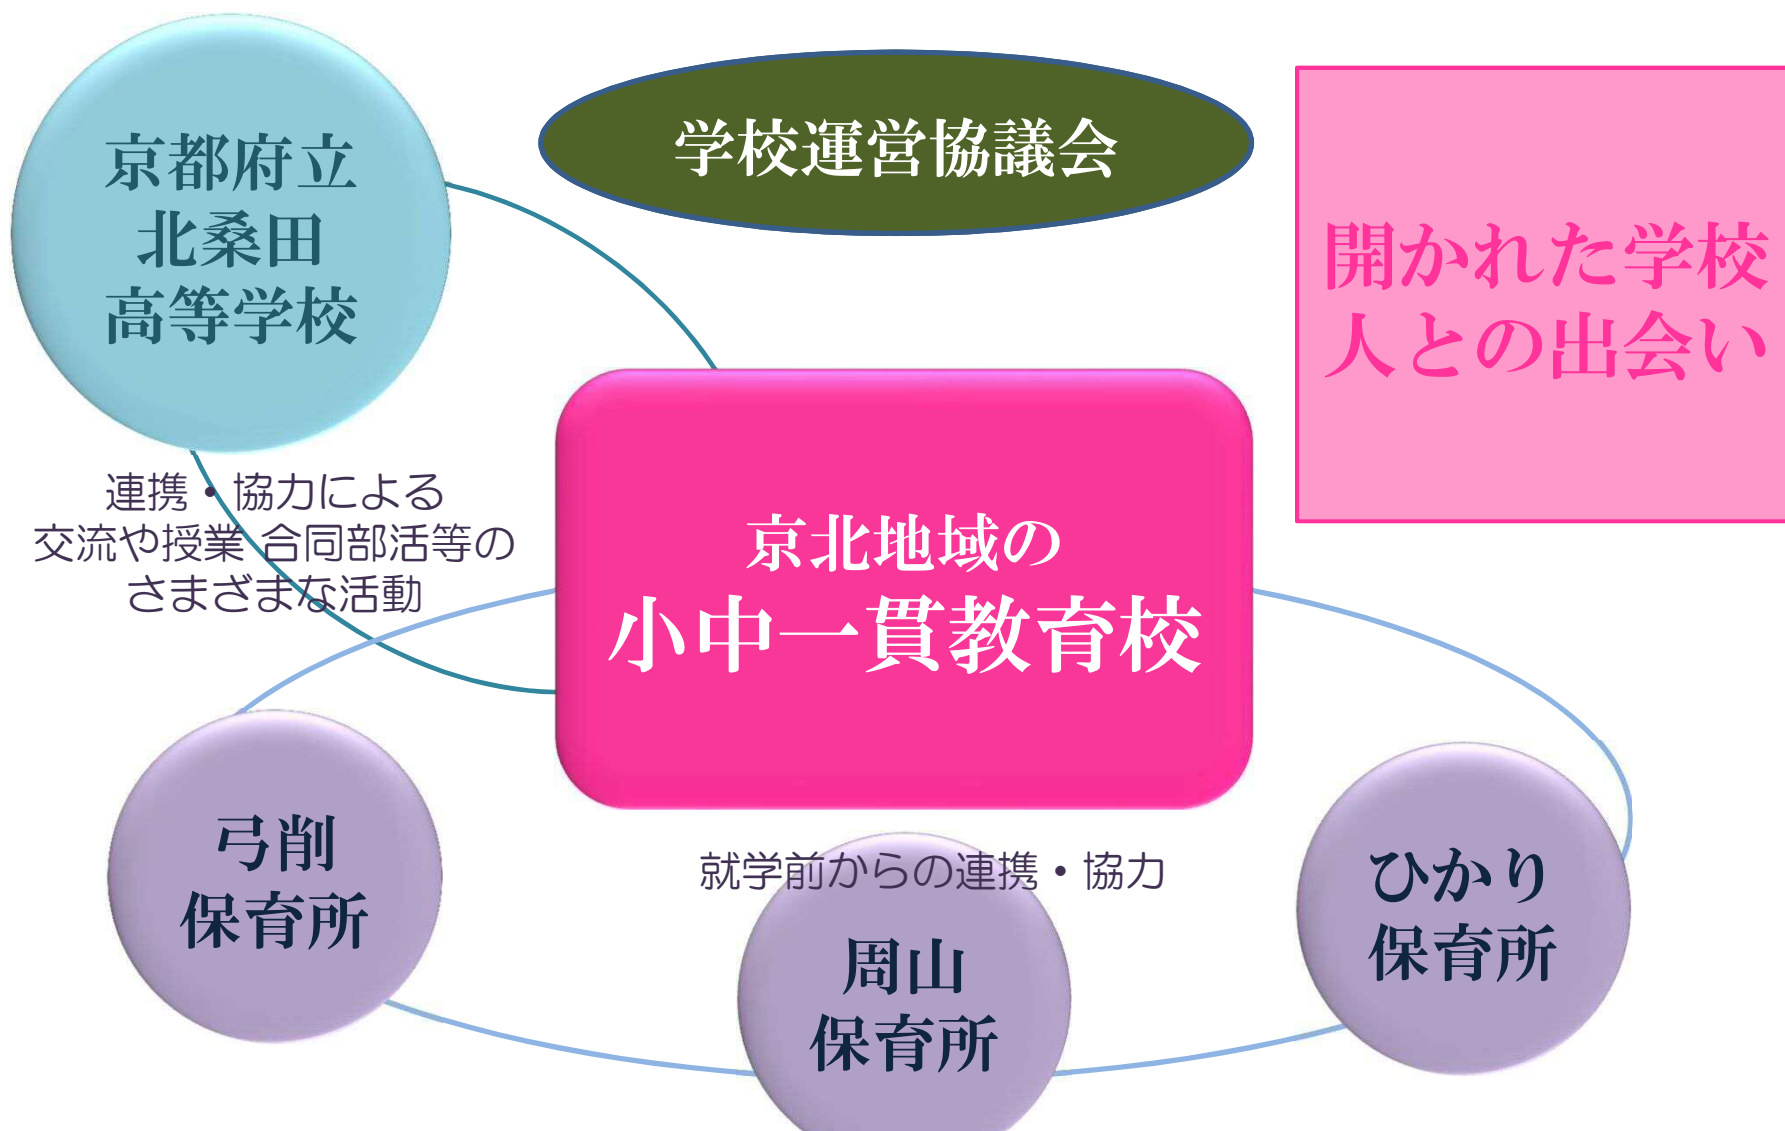 京都府立
北桑田
高等学校
学校運営協議会
開かれた学校
人との出会い
連携・協力による
交流や授業 合同部活等の
さまざまな活動
京北地域の
小中一貫教育校
就学前からの連携・協力
弓削
保育所
周山
保育所
ひかり
保育所